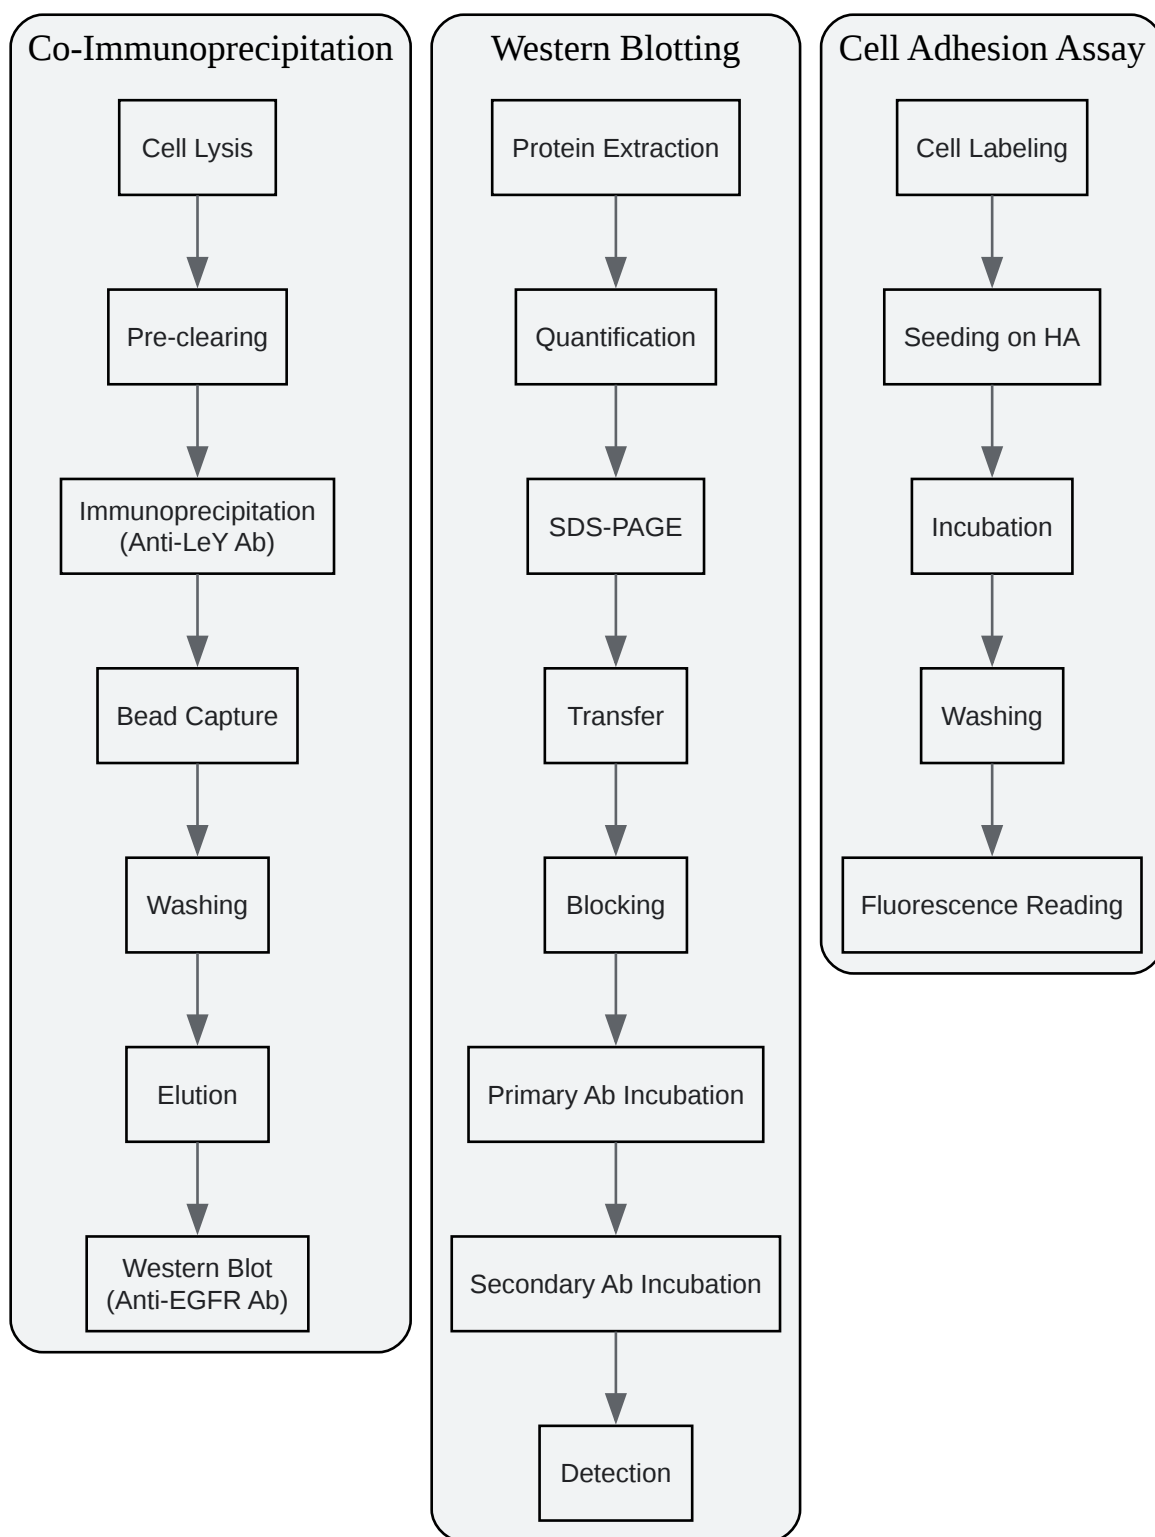 Co-Immunoprecipitation
Cell Lysis
Pre-clearing
Immunoprecipitation
(Anti-LeY Ab)
Bead Capture
Washing
Elution
Western Blot
(Anti-EGFR Ab)
Western Blotting
Protein Extraction
Quantification
SDS-PAGE
Transfer
Blocking
Primary Ab Incubation
Secondary Ab Incubation
Detection
Cell Adhesion Assay
Cell Labeling
Seeding on HA
Incubation
Washing
Fluorescence Reading